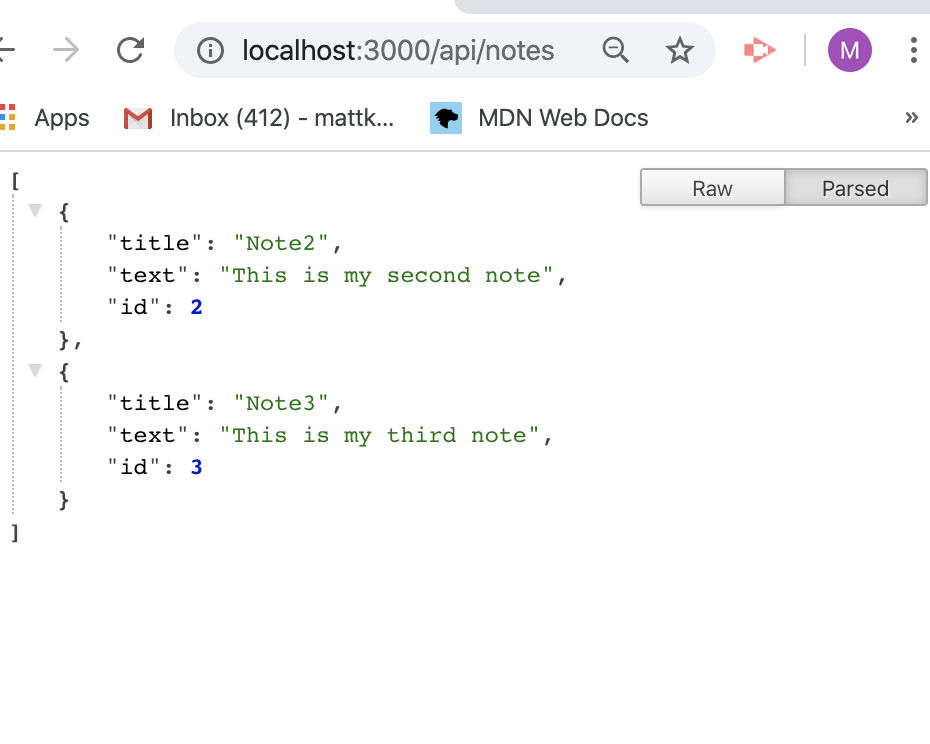 localhost:3000/api/notes
M
Apps
Inbox (412) - mattk...
MDN Web Docs
»
Raw
Parsed
[
{
"title": "Note2",
"text": "This is my second note",
"id": 2
},
{
"title": "Note3",
"text": "This is my third note",
"id": 3
}
]